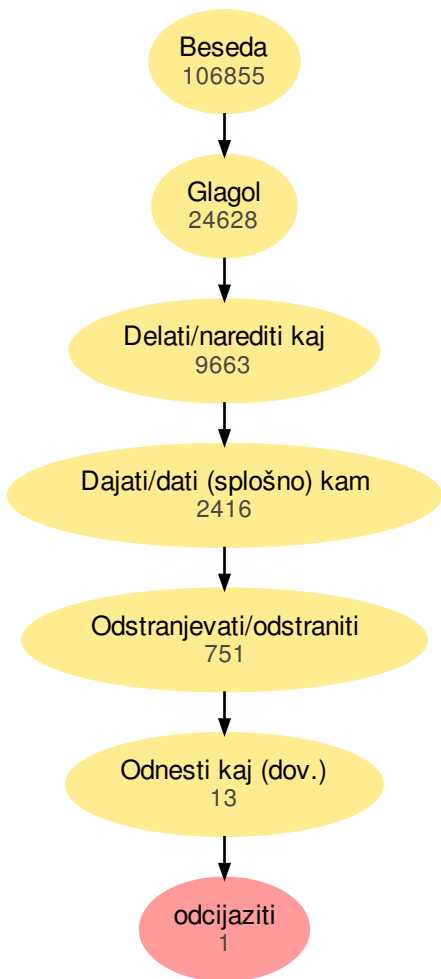 Beseda
106855
Glagol
24628
Delati/narediti kaj
9663
Dajati/dati (splošno) kam
2416
Odstranjevati/odstraniti
751
Odnesti kaj (dov.)
13
odcijaziti
1